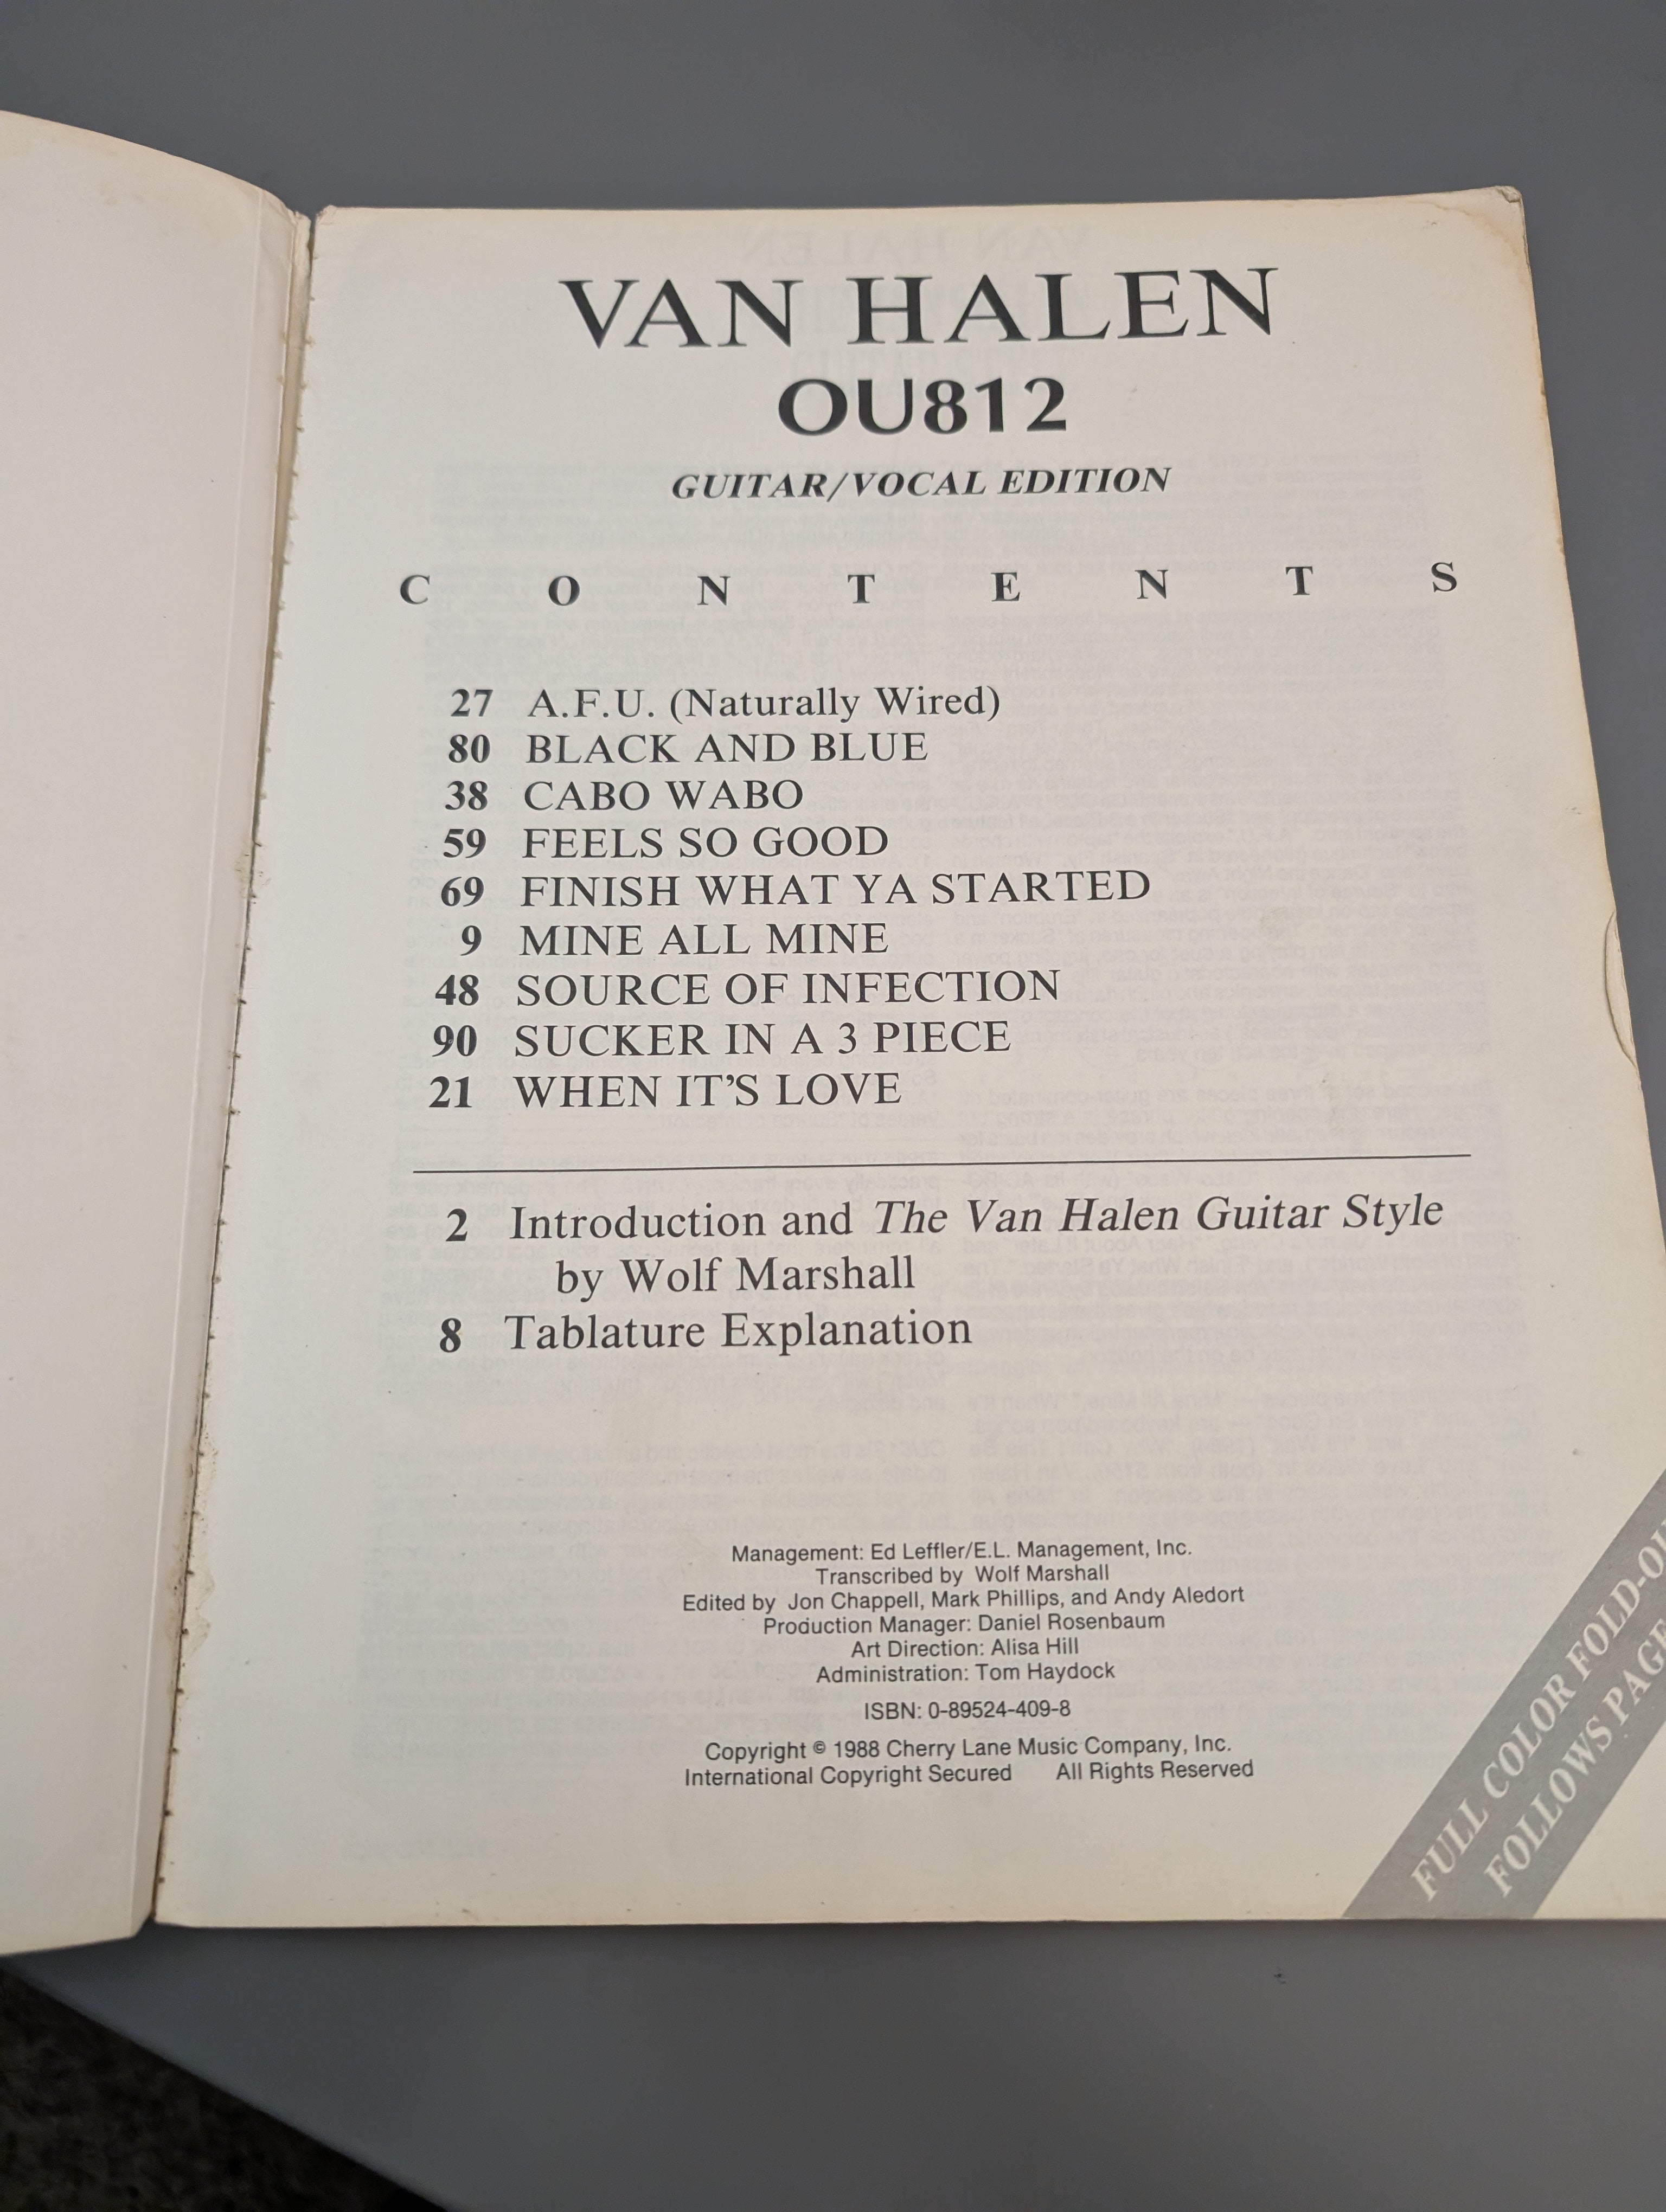 VAN HALEN
OU812
GUITAR/VOCAL EDITION
CONTENTS
27 A.F.U. (Naturally Wired)
80 BLACK AND BLUE
38 CABO WABO
59 FEELS SO GOOD
69 FINISH WHAT YA STARTED
9 MINE ALL MINE
48 SOURCE OF INFECTION
90 SUCKER IN A 3 PIECE
21 WHEN IT'S LOVE
2 Introduction and The Van Halen Guitar Style
by Wolf Marshall
8 Tablature Explanation
Management: Ed Leffler/E.L. Management, Inc.
Transcribed by Wolf Marshall
Edited by Jon Chappell, Mark Phillips, and Andy Aledort
Production Manager: Daniel Rosenbaum
Art Direction: Alisa Hill
Administration: Tom Haydock
ISBN: 0-89524-409-8
Copyright © 1988 Cherry Lane Music Company, Inc.
International Copyright Secured All Rights Reserved
FULL COLOR FOLD-OU
FOLLOWS PAGE